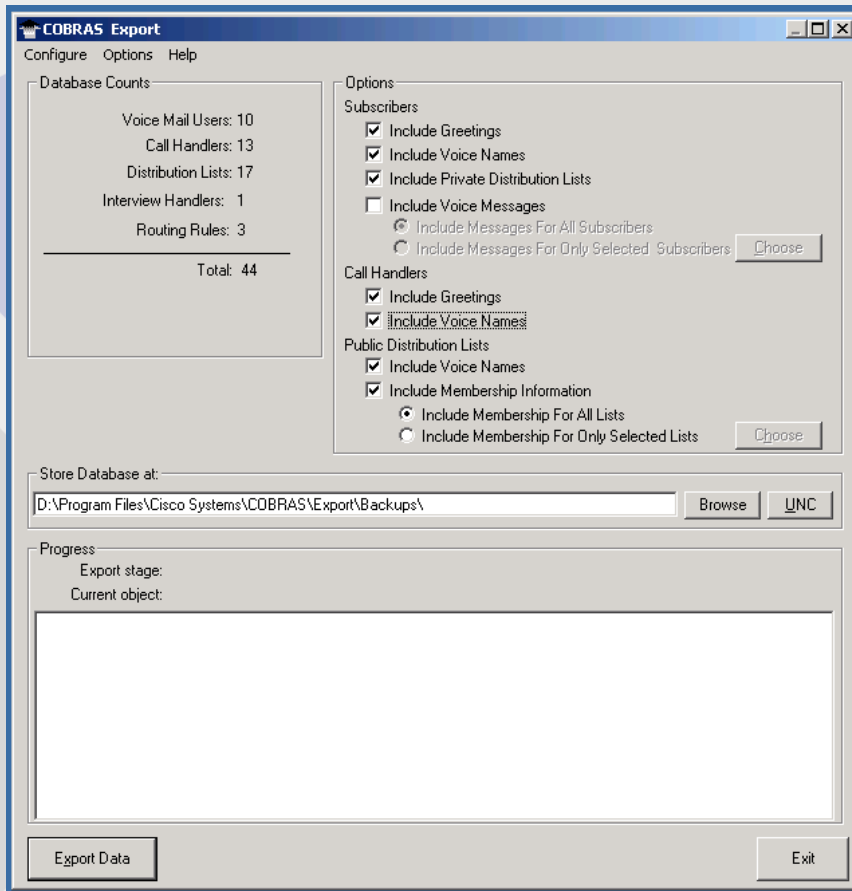 COBRAS Export
Configure Options Help
Database Counts
Voice Mail Users: 10
Call Handlers: 13
Distribution Lists: 17
Interview Handlers: 1
Routing Rules: 3
Total: 44
Options
Subscribers
Include Greetings
Include Voice Names
Include Private Distribution Lists
Include Voice Messages
Include Messages For All Subscribers
Include Messages For Only Selected Subscribers Choose
Call Handlers
Include Greetings
Include Voice Names
Public Distribution Lists
Include Voice Names
Include Membership Information
Include Membership For All Lists
Include Membership For Only Selected Lists Choose
Store Database at:
D:\Program Files\Cisco Systems\COBRAS\Export\Backups\ Browse UNC
Progress
Export stage:
Current object:
Export Data Exit